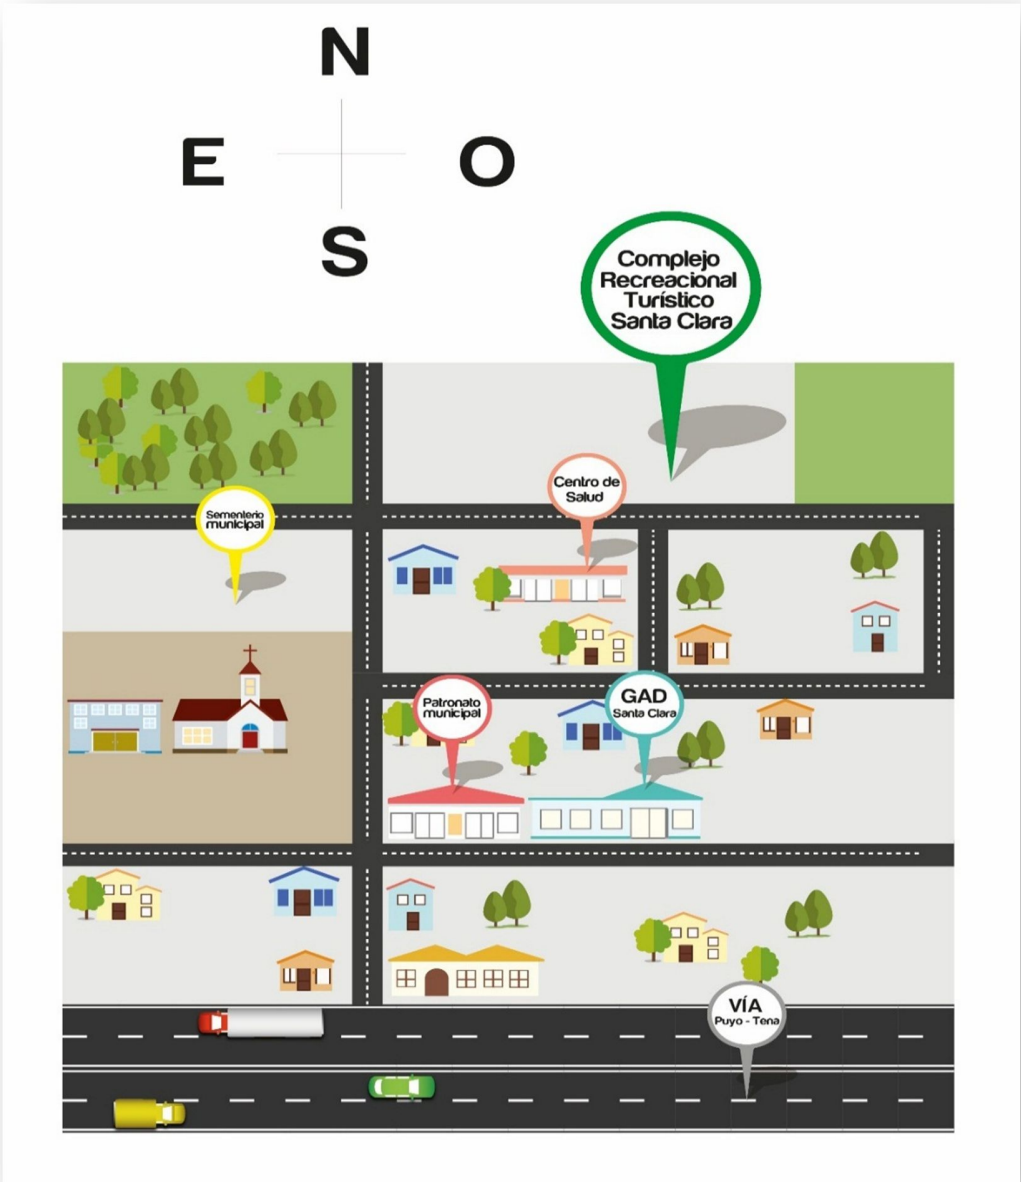 N
E
O
S
Complejo
Recreacional
Turístico
Santa Clara
Centro de
Salud
Sementerio
municipal
Patronato
municipal
GAD
Santa Clara
VÍA
Puyo - Tena